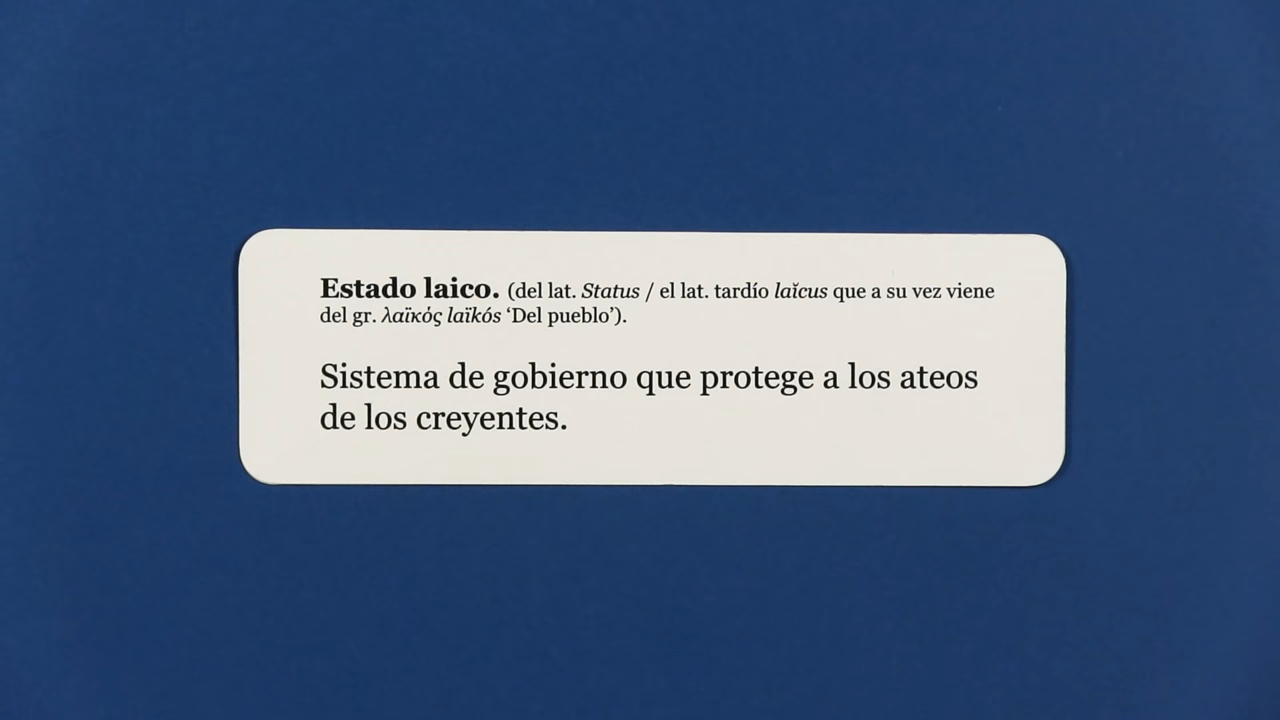 Estado laico. (del lat. Status / el lat. tardío laĭcus que a su vez viene
del gr. λαϊκός laïkós ‘Del pueblo’).
Sistema de gobierno que protege a los ateos
de los creyentes.